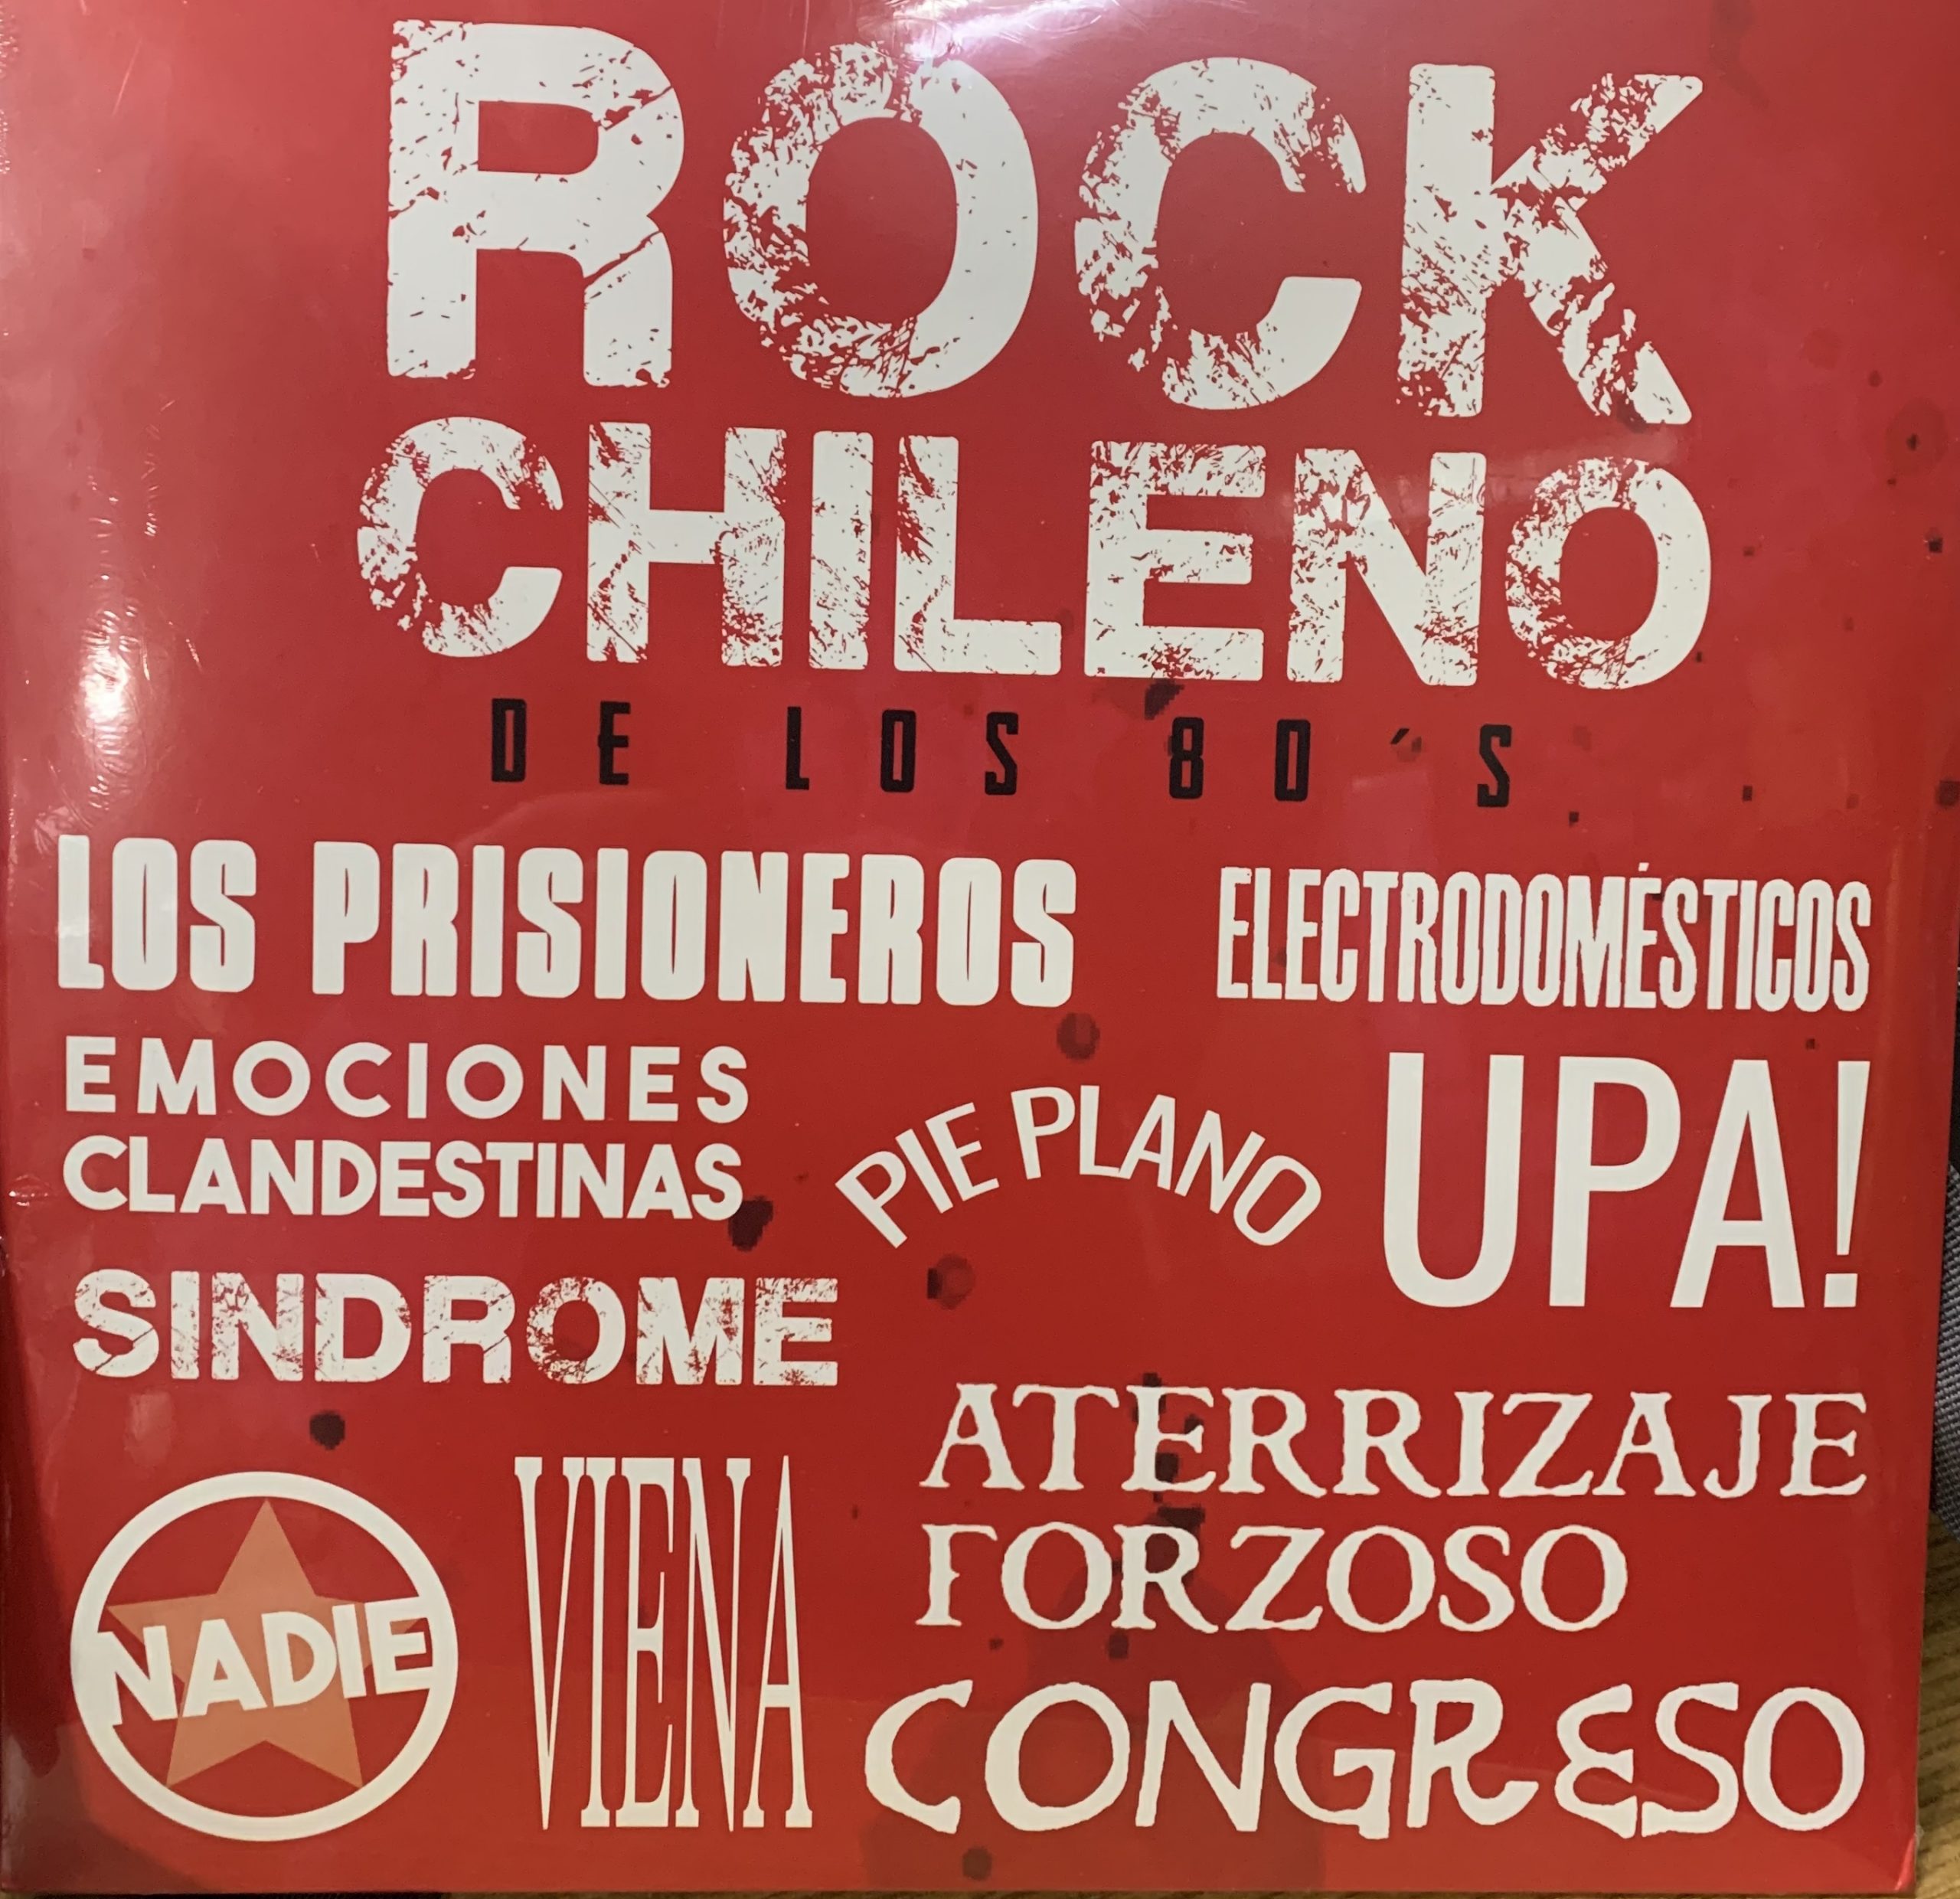 ROCK
CHILENO
DE LOS 80´S
LOS PRISIONEROS
ELECTRODOMÉSTICOS
EMOCIONES
CLANDESTINAS
PIE PLANO
UPA!
SINDROME
ATERRIZAJE
FORZOSO
NADIE
VIENA
CONGRESO